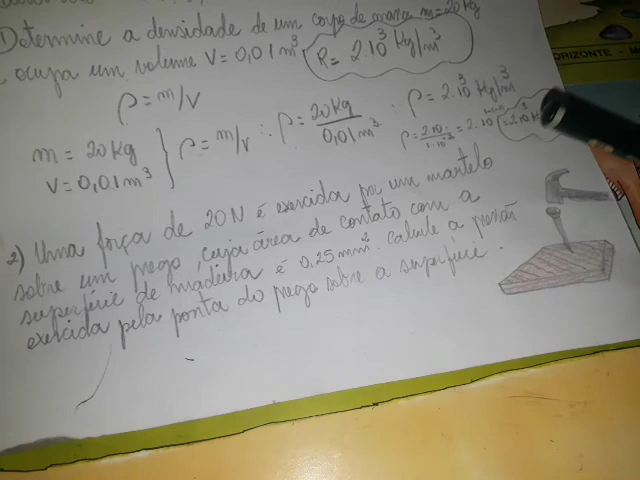 1) Determine a densidade de um corpo de massa m = 20 kg
ocupa um volume V = 0,01 m³ R = 2.10³ Kg/m³
ρ = m/V
m = 20 kg
V = 0,01 m³
ρ = m/V ∴ ρ = 20 kg / 0,01 m³ ∴ ρ = 2.10³ Kg/m³
2) Uma força de 20N é exercida por um martelo
sobre um prego, cuja área de contato com a
superfície de madeira é 0,25 mm². Calcule a pressão
exercida pela ponta do prego sobre a superfície.
ORIZONTE - M